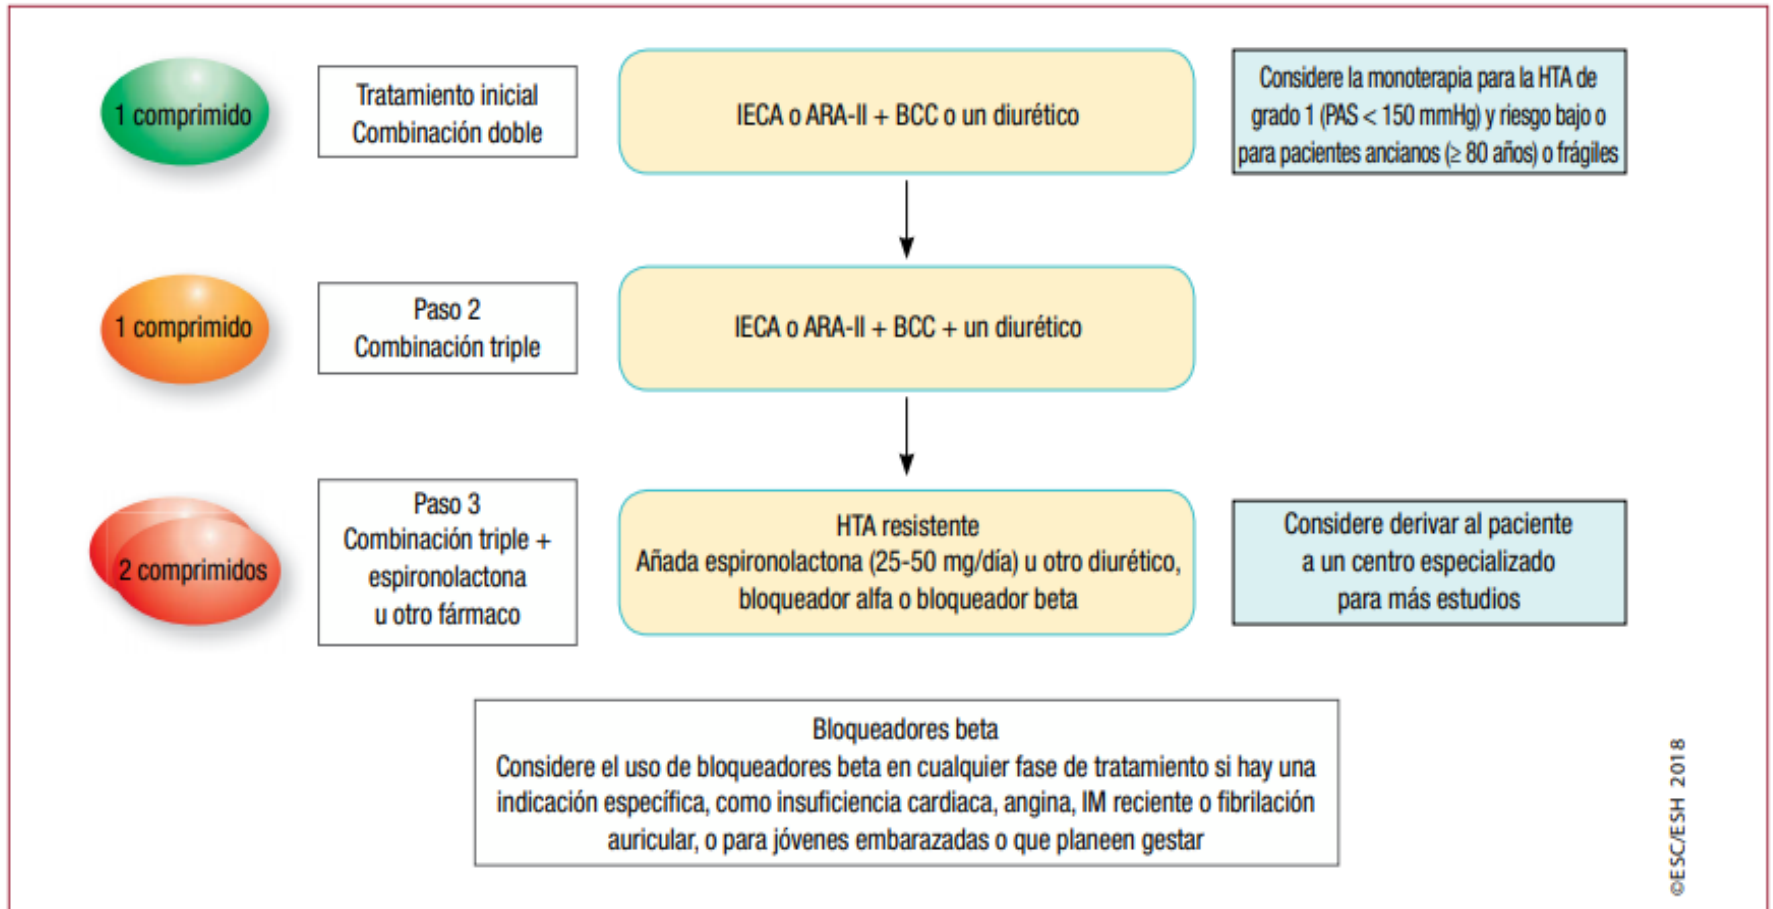 1 comprimido
Tratamiento inicial
Combinación doble
IECA o ARA-II + BCC o un diurético
Considere la monoterapia para la HTA de
grado 1 (PAS < 150 mmHg) y riesgo bajo o
para pacientes ancianos (≥ 80 años) o frágiles
1 comprimido
Paso 2
Combinación triple
IECA o ARA-II + BCC + un diurético
2 comprimidos
Paso 3
Combinación triple +
espironolactona
u otro fármaco
HTA resistente
Añada espironolactona (25-50 mg/día) u otro diurético,
bloqueador alfa o bloqueador beta
Considere derivar al paciente
a un centro especializado
para más estudios
Bloqueadores beta
Considere el uso de bloqueadores beta en cualquier fase de tratamiento si hay una
indicación específica, como insuficiencia cardiaca, angina, IM reciente o fibrilación
auricular, o para jóvenes embarazadas o que planeen gestar
©ESC/ESH 2018